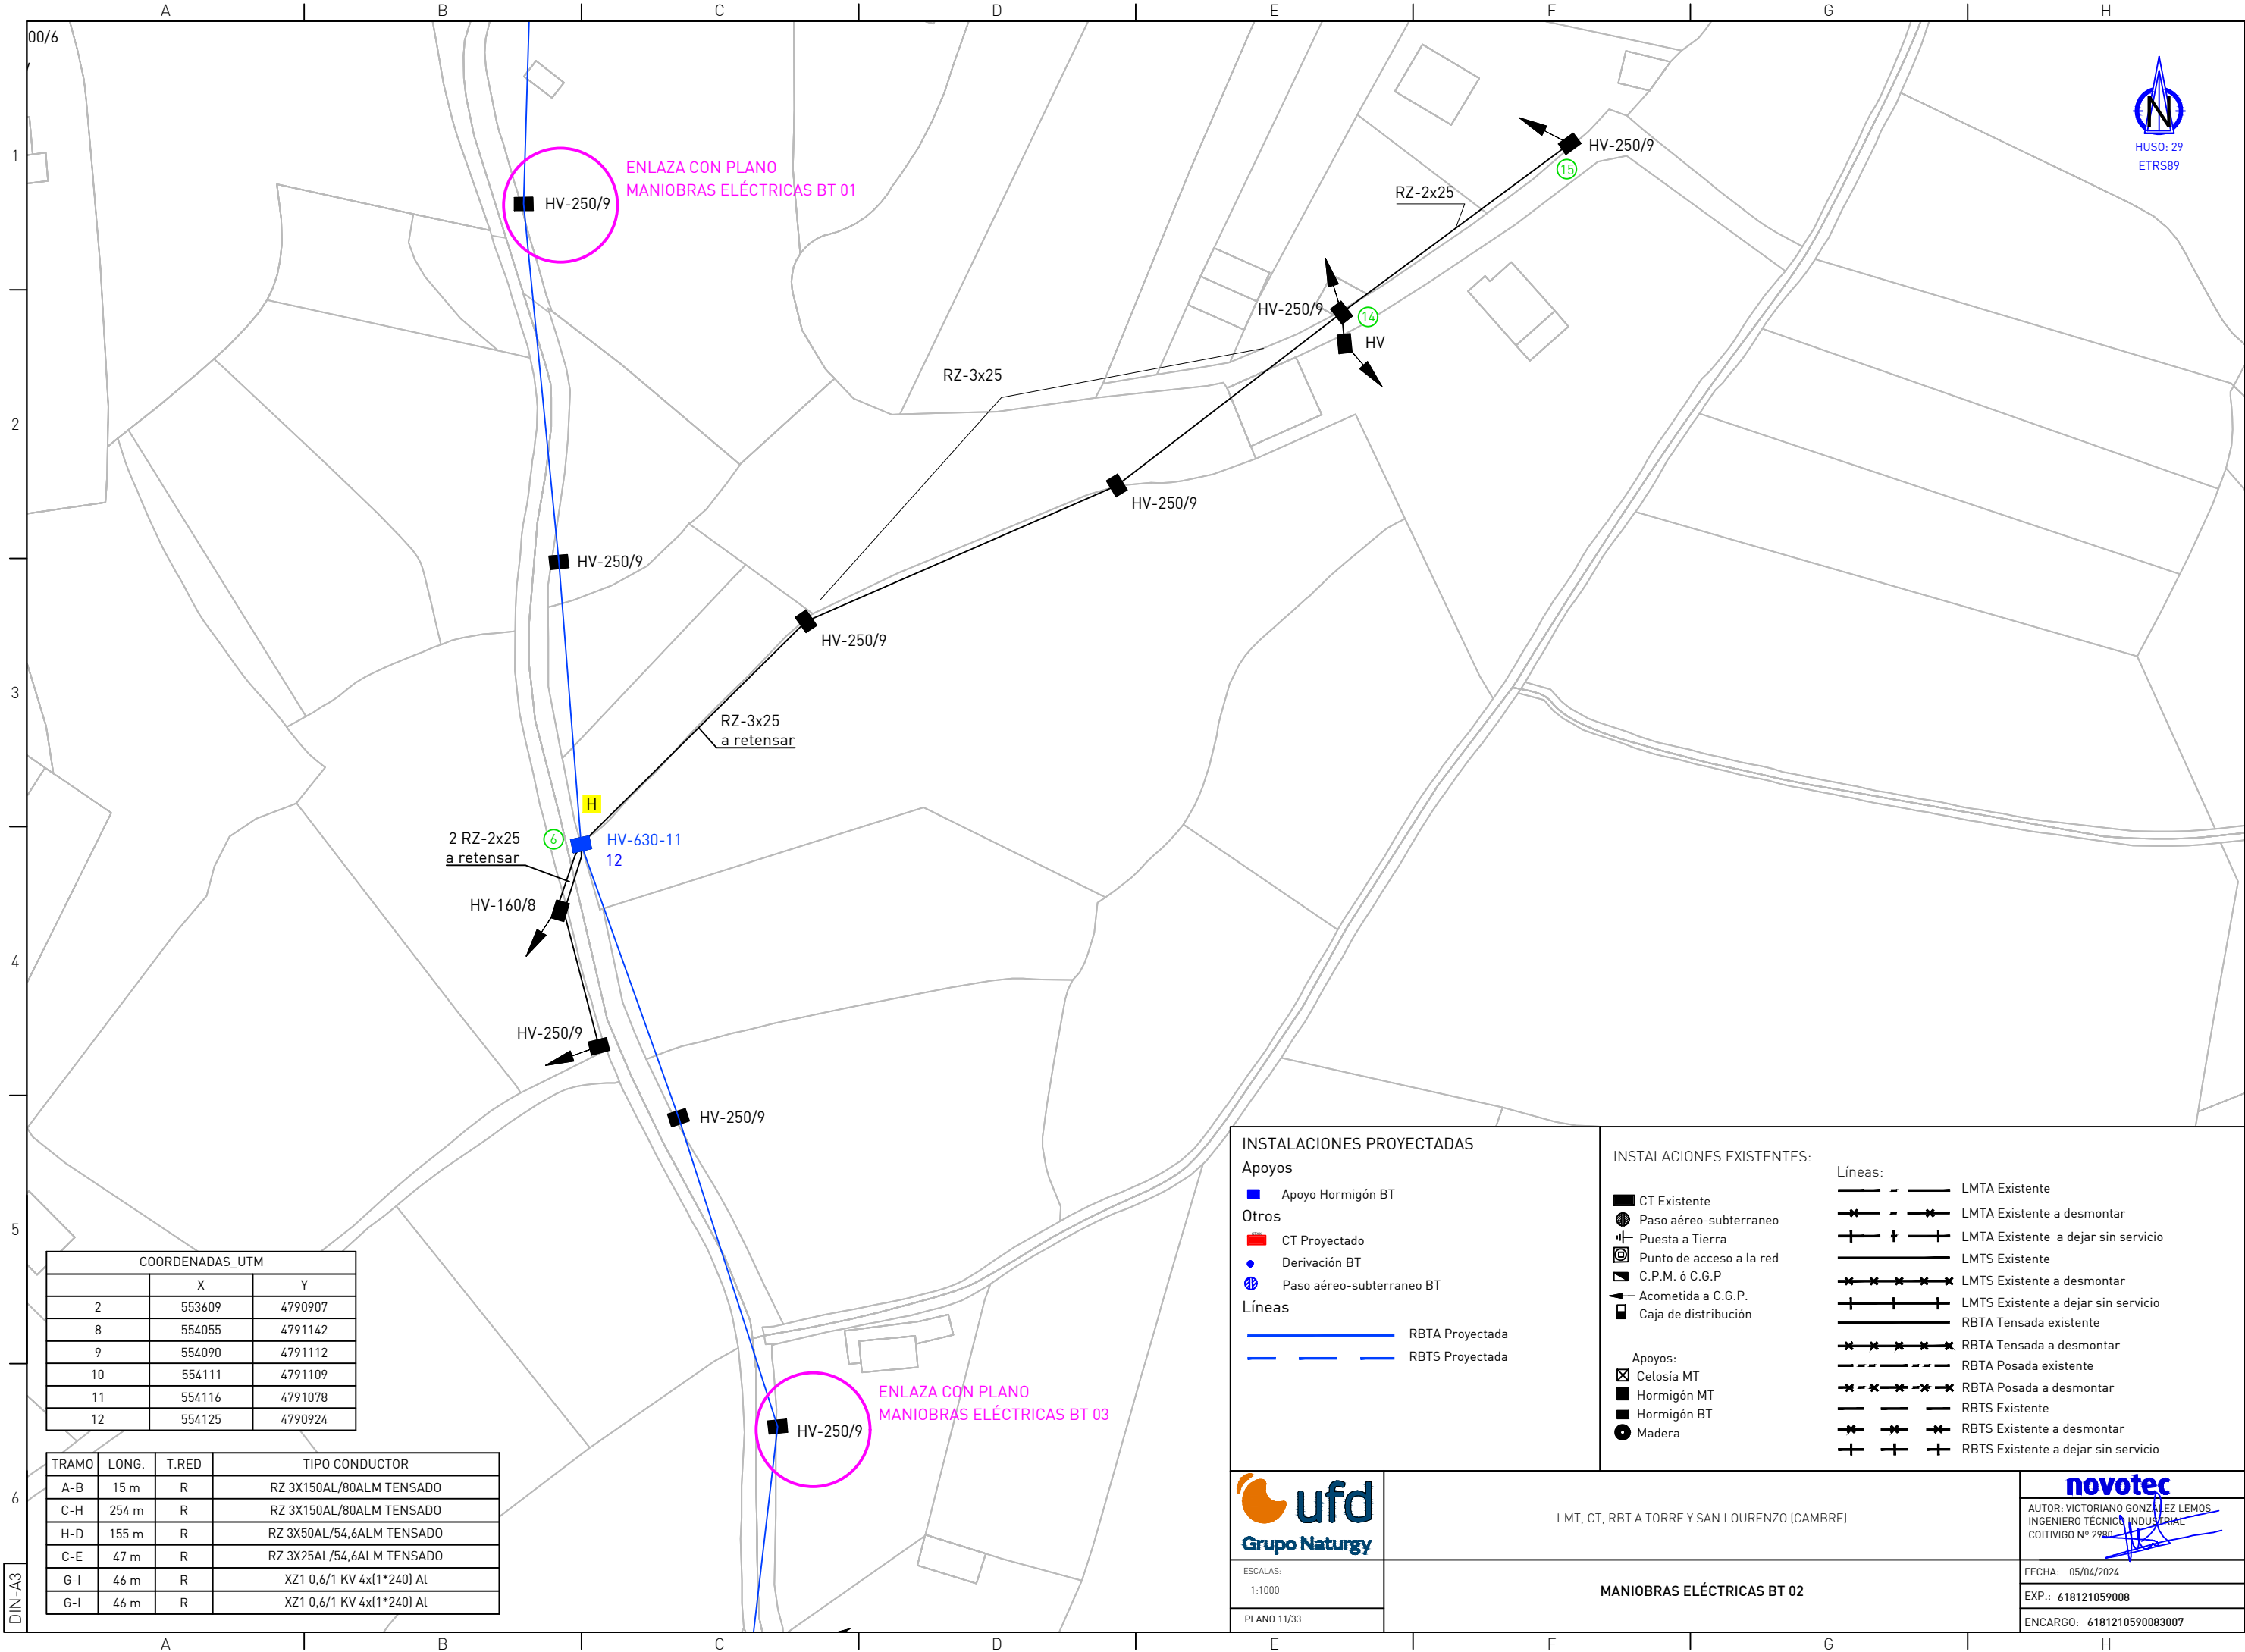 A B C D E F G H
00/6
1
2
3
4
5
6
N
HUSO: 29
ETRS89
ENLAZA CON PLANO
MANIOBRAS ELÉCTRICAS BT 01
HV-250/9
HV-250/9
15
RZ-2x25
HV-250/9
14
HV
RZ-3x25
HV-250/9
HV-250/9
HV-250/9
RZ-3x25
a retensar
H
2 RZ-2x25
a retensar
6
HV-630-11
12
HV-160/8
HV-250/9
HV-250/9
ENLAZA CON PLANO
MANIOBRAS ELÉCTRICAS BT 03
HV-250/9
COORDENADAS_UTM
X Y
2 553609 4790907
8 554055 4791142
9 554090 4791112
10 554111 4791109
11 554116 4791078
12 554125 4790924
TRAMO LONG. T.RED TIPO CONDUCTOR
A-B 15 m R RZ 3X150AL/80ALM TENSADO
C-H 254 m R RZ 3X150AL/80ALM TENSADO
H-D 155 m R RZ 3X50AL/54,6ALM TENSADO
C-E 47 m R RZ 3X25AL/54,6ALM TENSADO
G-I 46 m R XZ1 0,6/1 KV 4x(1*240) Al
G-I 46 m R XZ1 0,6/1 KV 4x(1*240) Al
DIN-A3
INSTALACIONES PROYECTADAS
Apoyos
Apoyo Hormigón BT
Otros
CT Proyectado
Derivación BT
Paso aéreo-subterraneo BT
Líneas
RBTA Proyectada
RBTS Proyectada
INSTALACIONES EXISTENTES:
CT Existente
Paso aéreo-subterraneo
Puesta a Tierra
Punto de acceso a la red
C.P.M. ó C.G.P
Acometida a C.G.P.
Caja de distribución
Apoyos:
Celosía MT
Hormigón MT
Hormigón BT
Madera
Líneas:
LMTA Existente
LMTA Existente a desmontar
LMTA Existente a dejar sin servicio
LMTS Existente
LMTS Existente a desmontar
LMTS Existente a dejar sin servicio
RBTA Tensada existente
RBTA Tensada a desmontar
RBTA Posada existente
RBTA Posada a desmontar
RBTS Existente
RBTS Existente a desmontar
RBTS Existente a dejar sin servicio
ufd
Grupo Naturgy
ESCALAS:
1:1000
PLANO 11/33
LMT, CT, RBT A TORRE Y SAN LOURENZO (CAMBRE)
MANIOBRAS ELÉCTRICAS BT 02
novotec
AUTOR: VICTORIANO GONZÁLEZ LEMOS
INGENIERO TÉCNICO INDUSTRIAL
COITIVIGO Nº 2980
FECHA: 05/04/2024
EXP.: 618121059008
ENCARGO: 6181210590083007
A B C D E F G H